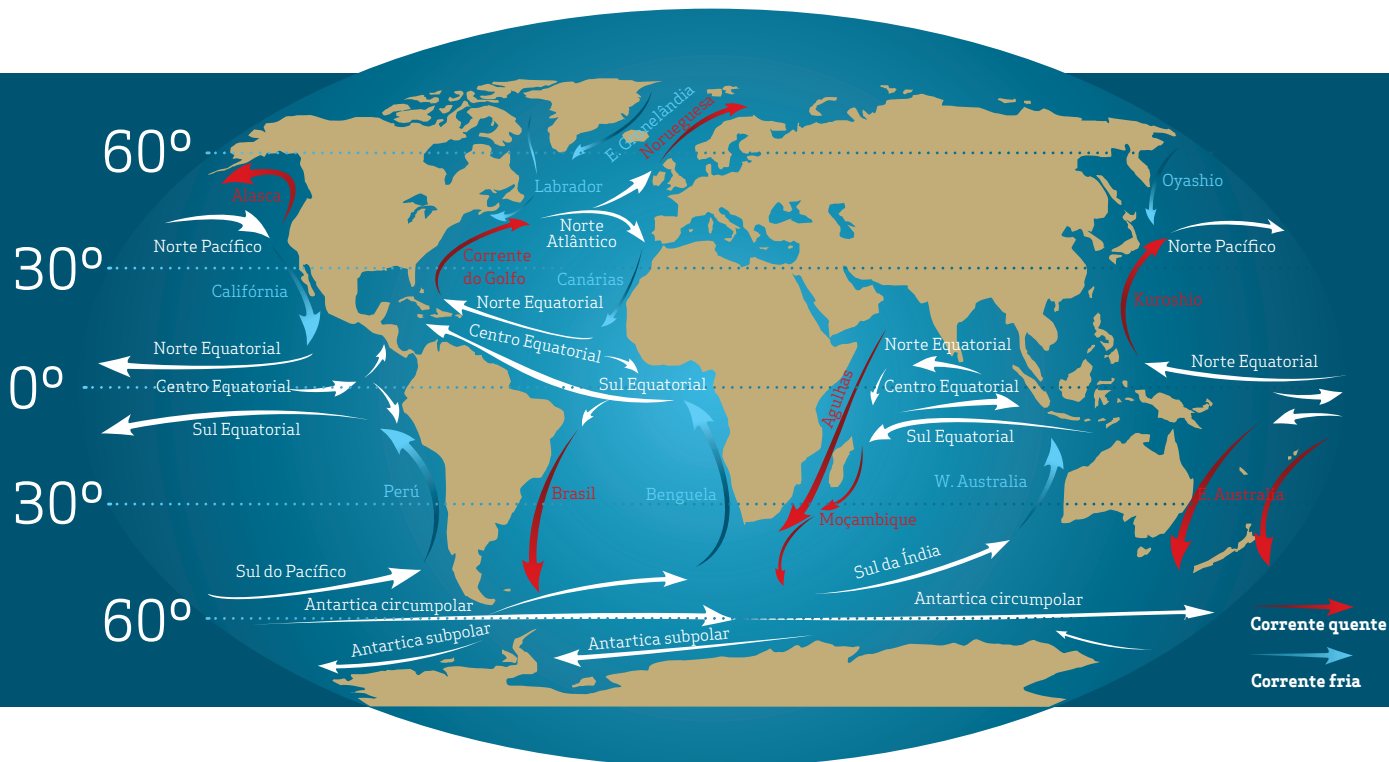 E. Groenelândia
Norueguesa
60º
Labrador
Oyashio
Alasca
Norte Pacífico
Norte
Atlântico
Norte Pacífico
30º
Corrente
do Golfo
Canárias
Califórnia
Norte Equatorial
Kuroshio
Centro Equatorial
Norte Equatorial
Norte Equatorial
Norte Equatorial
0º
Centro Equatorial
Sul Equatorial
Centro Equatorial
Agulhas
Sul Equatorial
Sul Equatorial
30º
Perú
Brasil
Benguela
W. Australia
E. Australia
Moçambique
Sul do Pacífico
Sul da Índia
60º
Antartica circumpolar
Antartica circumpolar
Antartica subpolar
Antartica subpolar
Corrente quente
Corrente fria